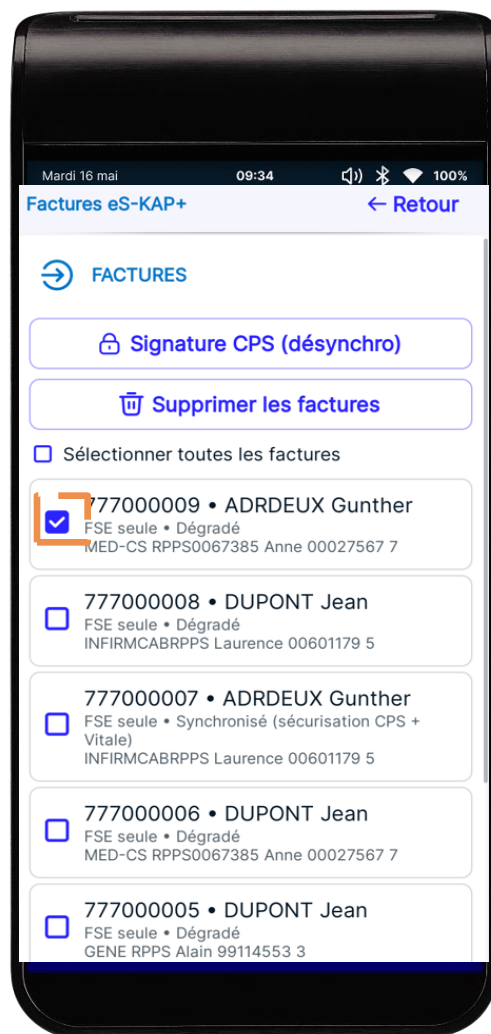 Mardi 16 mai 09:34 100%
Factures eS-KAP+ ← Retour
FACTURES
Signature CPS (désynchro)
Supprimer les factures
Sélectionner toutes les factures
777000009 • ADRDEUX Gunther
FSE seule • Dégradé
MED-CS RPPS0067385 Anne 00027567 7
777000008 • DUPONT Jean
FSE seule • Dégradé
INFIRMCABRPPS Laurence 00601179 5
777000007 • ADRDEUX Gunther
FSE seule • Synchronisé (sécurisation CPS +
Vitale)
INFIRMCABRPPS Laurence 00601179 5
777000006 • DUPONT Jean
FSE seule • Dégradé
MED-CS RPPS0067385 Anne 00027567 7
777000005 • DUPONT Jean
FSE seule • Dégradé
GENE RPPS Alain 99114553 3